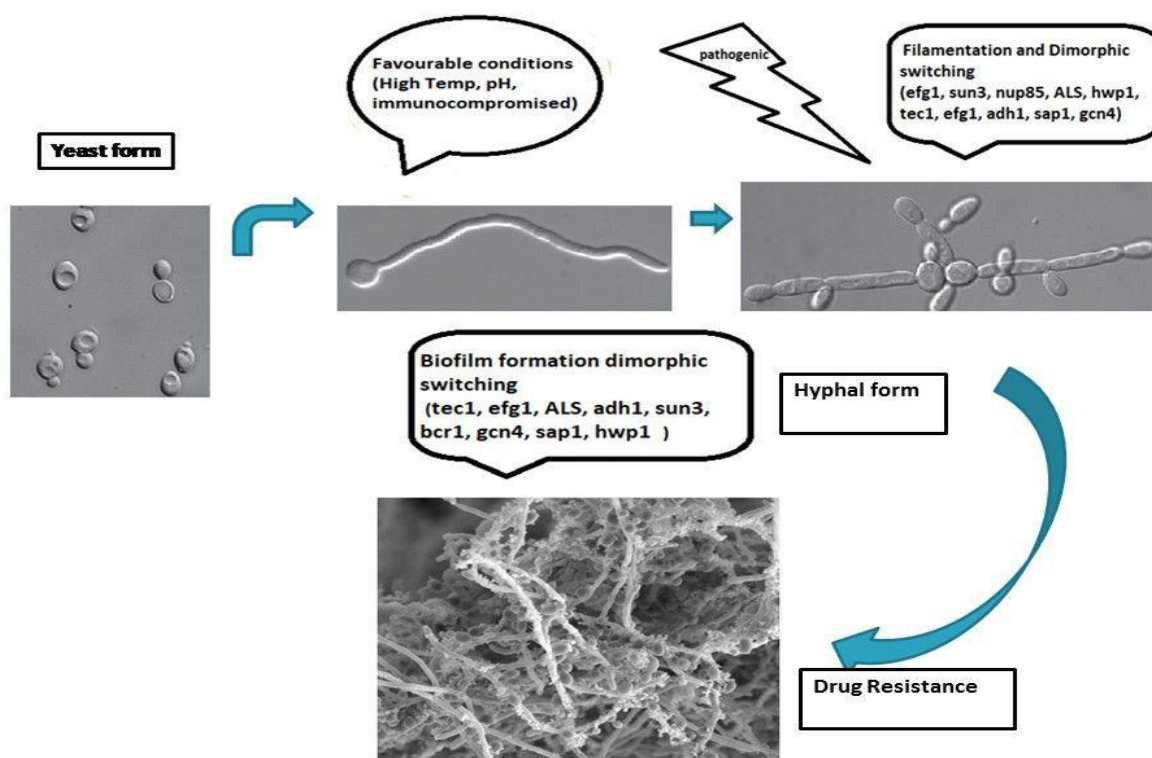 Yeast form
Favourable conditions
(High Temp, pH,
immunocompromised)
pathogenic
Filamentation and Dimorphic
switching
(efg1, sun3, nup85, ALS, hwp1,
tec1, efg1, adh1, sap1, gcn4)
Biofilm formation dimorphic
switching
(tec1, efg1, ALS, adh1, sun3,
bcr1, gcn4, sap1, hwp1 )
Hyphal form
Drug Resistance